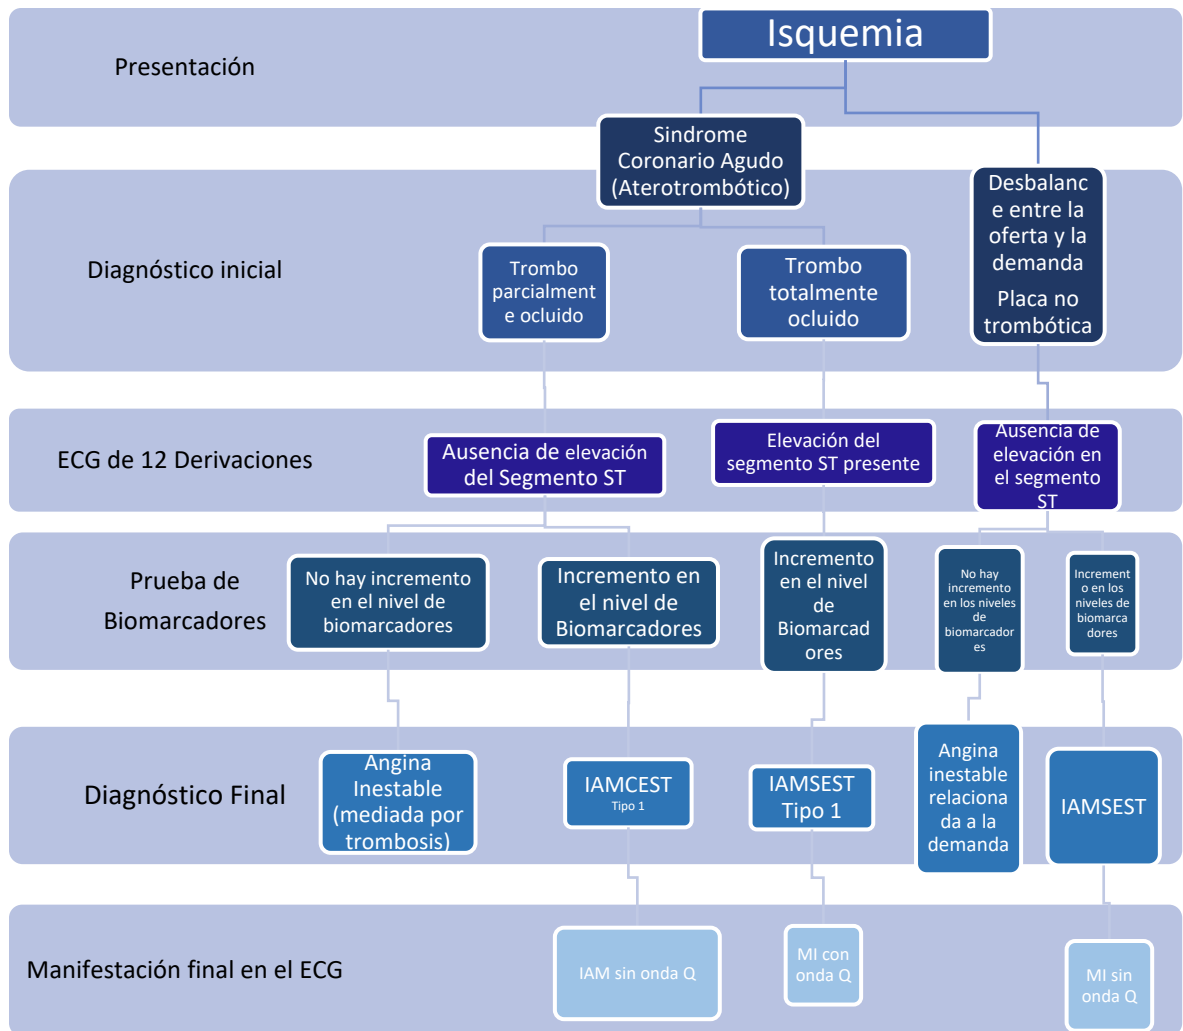 Isquemia
Presentación
Sindrome
Coronario Agudo
(Aterotrombótico)
Desbalanc
e entre la
oferta y la
demanda
Placa no
trombótica
Diagnóstico inicial
Trombo
parcialment
e ocluido
Trombo
totalmente
ocluido
ECG de 12 Derivaciones
Ausencia de elevación
del Segmento ST
Elevación del
segmento ST presente
Ausencia de
elevación en
el segmento
ST
Prueba de
Biomarcadores
No hay incremento
en el nivel de
biomarcadores
Incremento en
el nivel de
Biomarcadores
Incremento
en el nivel
de
Biomarcad
ores
No hay
incremento
en los niveles
de
biomarcador
es
Increment
o en los
niveles de
biomarca
dores
Diagnóstico Final
Angina
Inestable
(mediada por
trombosis)
IAMCEST
Tipo 1
IAMSEST
Tipo 1
Angina
inestable
relaciona
da a la
demanda
IAMSEST
Manifestación final en el ECG
IAM sin onda Q
MI con
onda Q
MI sin
onda Q